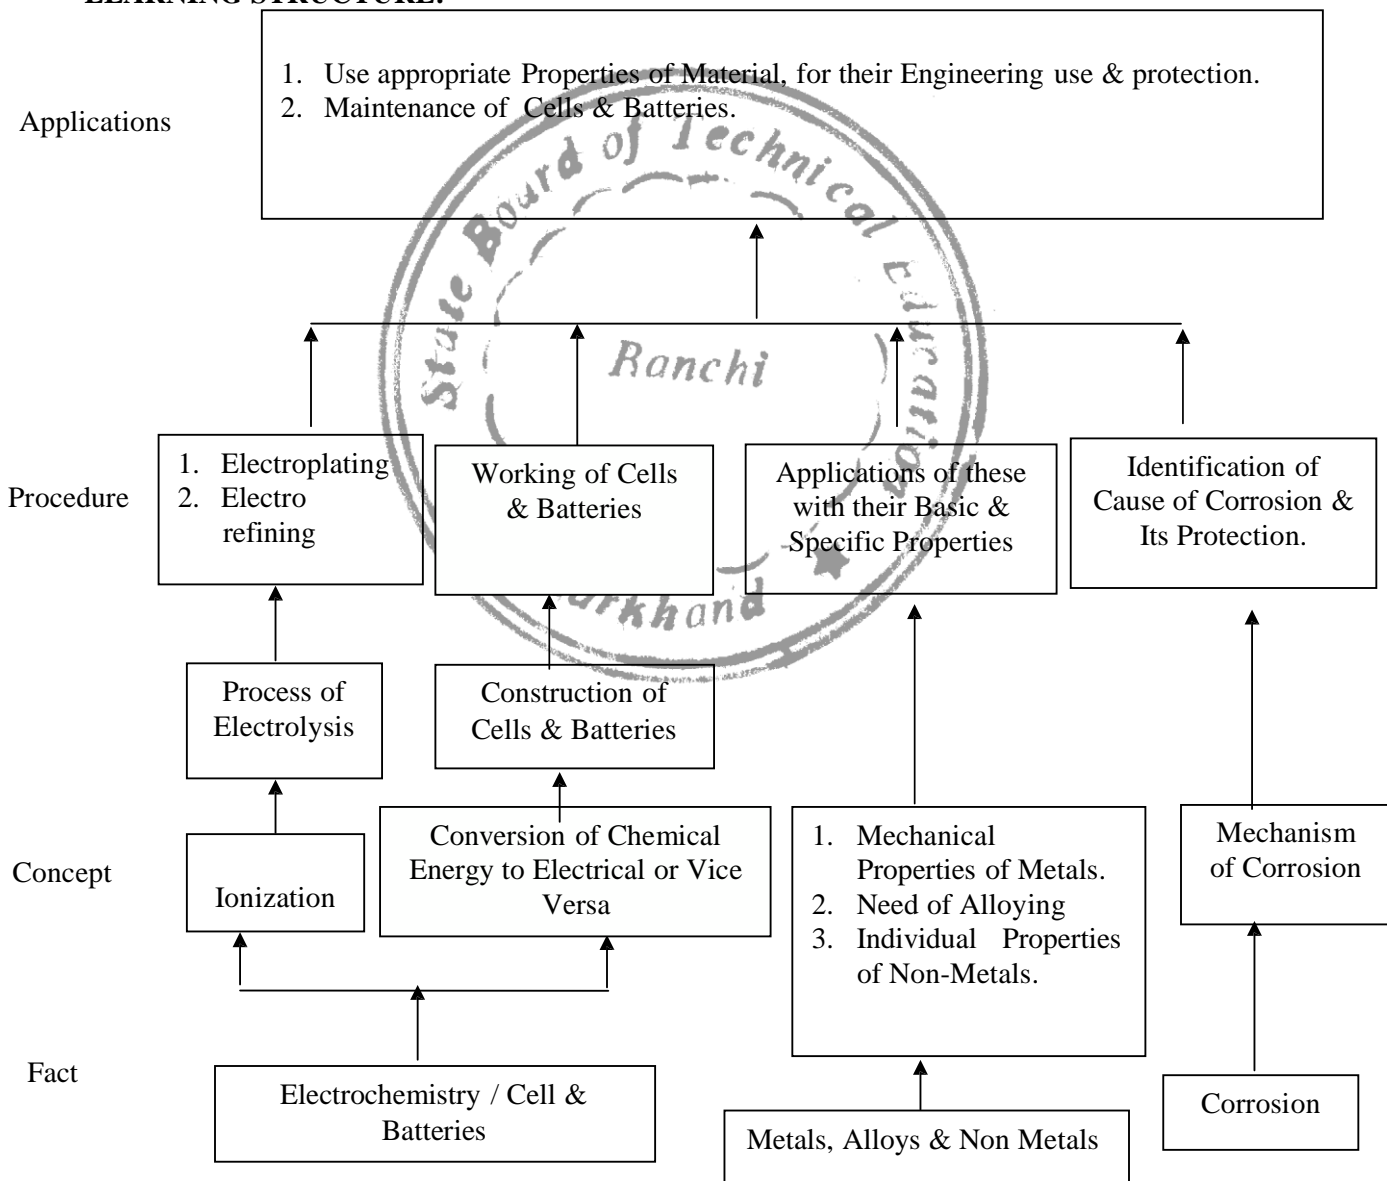 LEARNING STRUCTURE:
1. Use appropriate Properties of Material, for their Engineering use & protection.
2. Maintenance of Cells & Batteries.
Applications
State Board of Technical Education
Ranchi
1. Electroplating
2. Electro
refining
Working of Cells
& Batteries
Applications of these
with their Basic &
Specific Properties
Identification of
Cause of Corrosion &
Its Protection.
Procedure
Process of
Electrolysis
Construction of
Cells & Batteries
Ionization
Conversion of Chemical
Energy to Electrical or Vice
Versa
1. Mechanical
Properties of Metals.
2. Need of Alloying
3. Individual Properties
of Non-Metals.
Mechanism
of Corrosion
Concept
Fact
Electrochemistry / Cell &
Batteries
Metals, Alloys & Non Metals
Corrosion